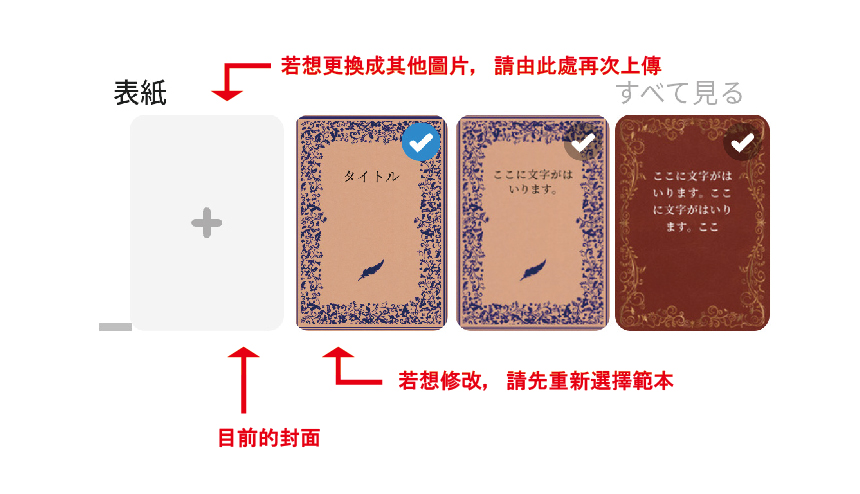 若想更換成其他圖片，請由此處再次上傳
表紙
すべて見る
タイトル
ここに文字がは
いります。
ここに文字がは
いります。ここ
に文字がはいり
ます。ここ
若想修改，請先重新選擇範本
目前的封面